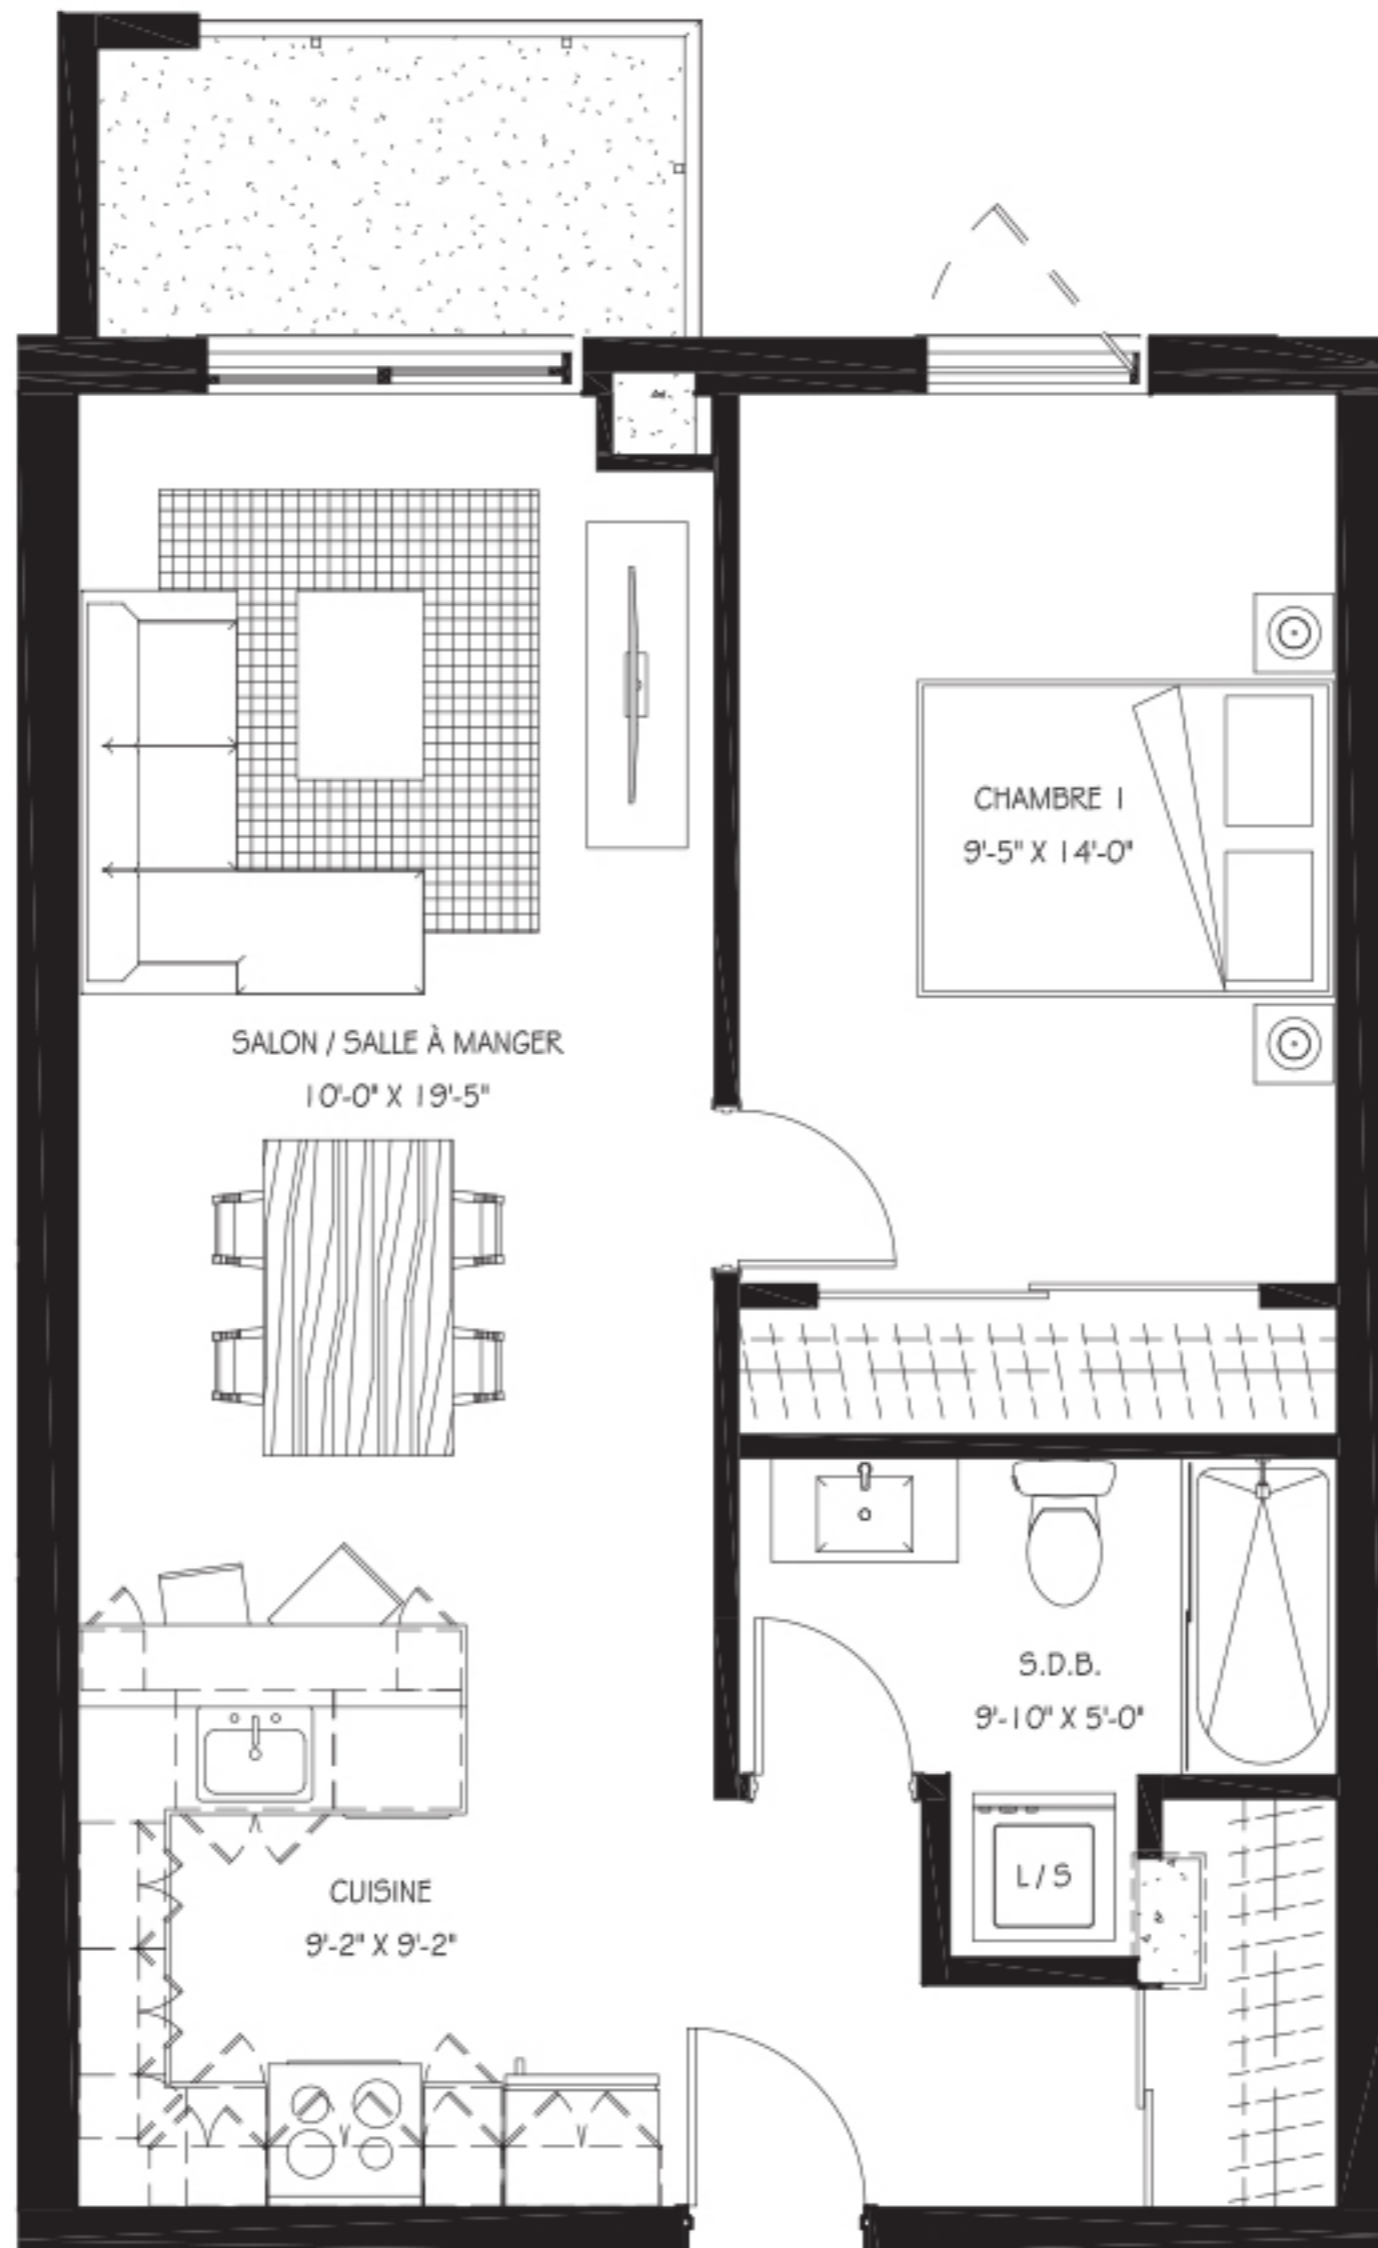 CHAMBRE 1
9'-5" X 14'-0"
SALON / SALLE À MANGER
10'-0" X 19'-5"
S.D.B.
9'-10" X 5'-0"
L / S
CUISINE
9'-2" X 9'-2"